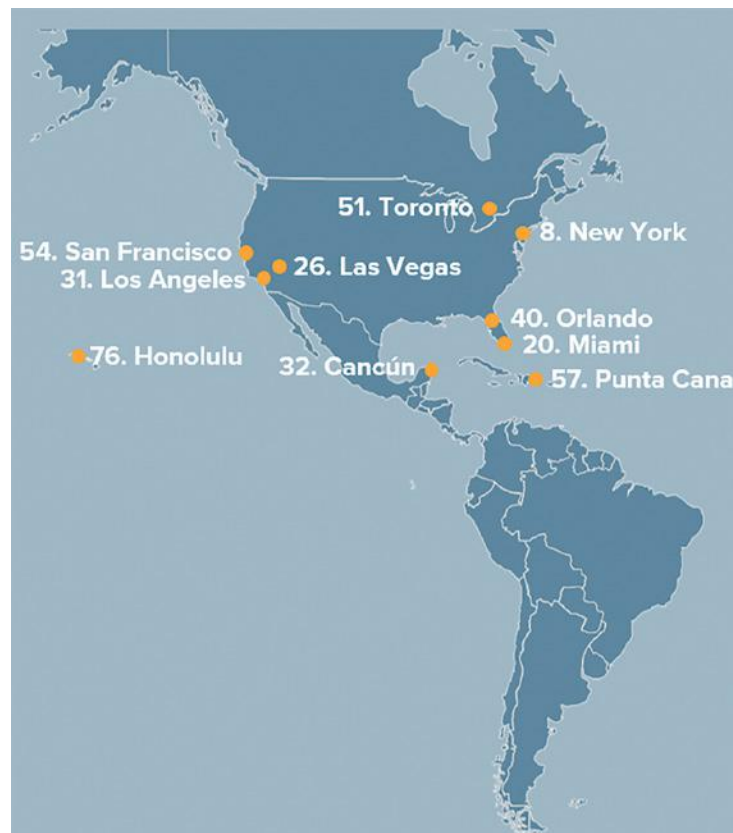 51. Toronto
8. New York
54. San Francisco
26. Las Vegas
31. Los Angeles
40. Orlando
20. Miami
76. Honolulu
32. Cancún
57. Punta Cana